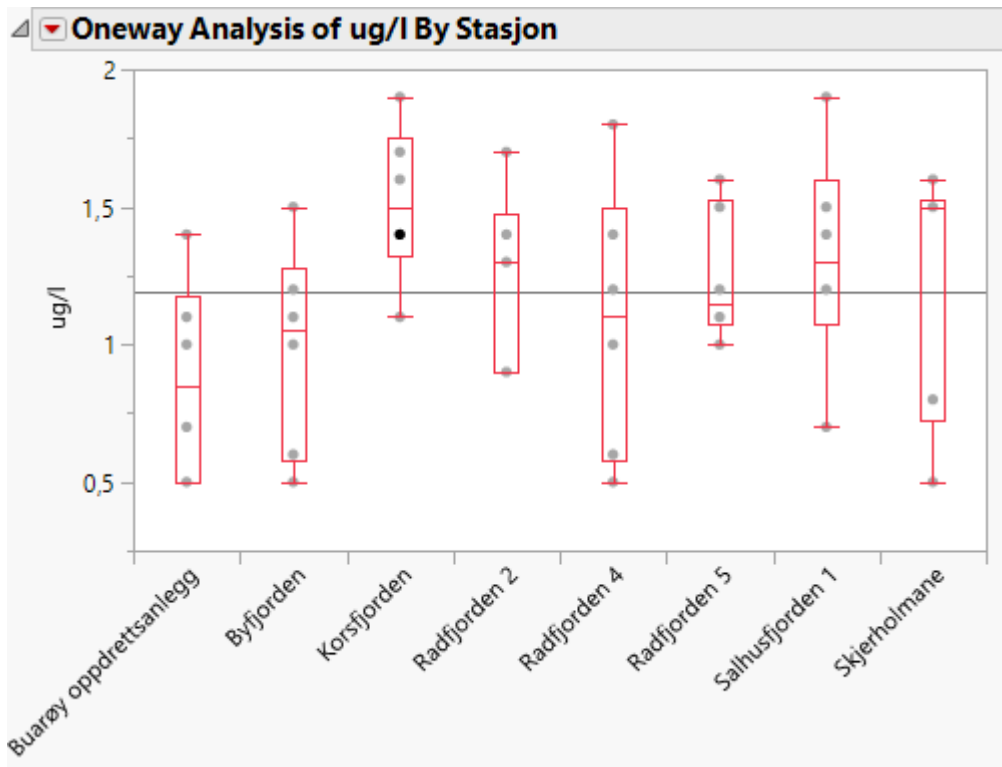 Oneway Analysis of ug/l By Stasjon
2
1,5
1
0,5
ug/l
Buarøy oppdrettsanlegg
Byfjorden
Korsfjorden
Radfjorden 2
Radfjorden 4
Radfjorden 5
Salhusfjorden 1
Skjerholmane